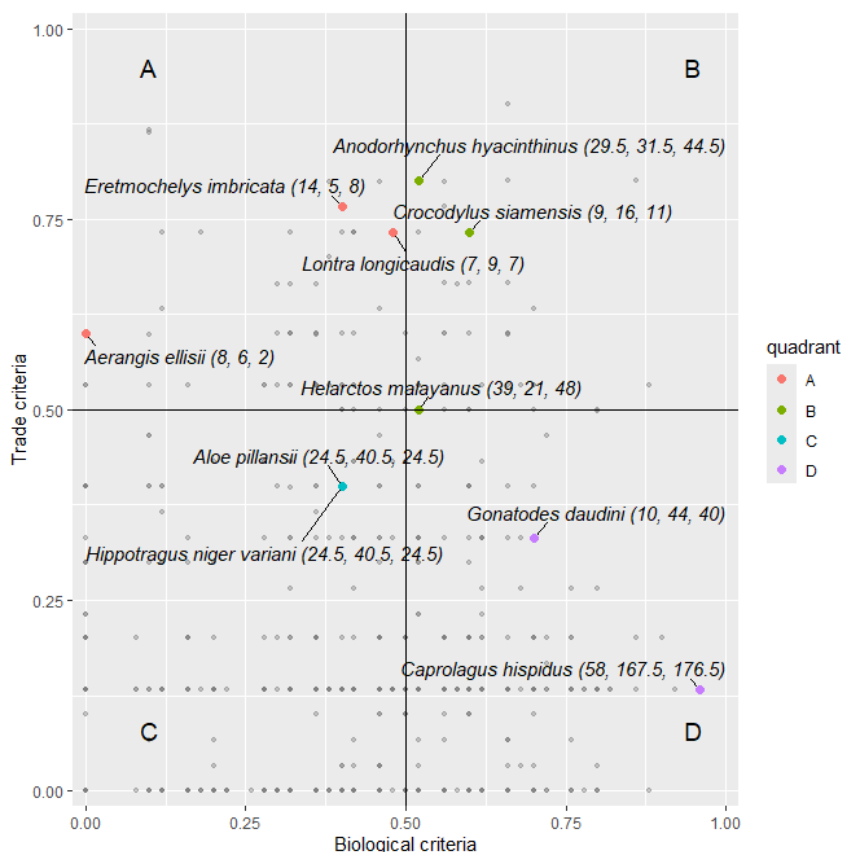 1.00
A
B
Anodorhynchus hyacinthinus (29.5, 31.5, 44.5)
Eretmochelys imbricata (14, 5, 8)
0.75
Crocodylus siamensis (9, 16, 11)
Lontra longicaudis (7, 9, 7)
Aerangis ellisii (8, 6, 2)
Helarctos malayanus (39, 21, 48)
0.50
Trade criteria
Aloe pillansii (24.5, 40.5, 24.5)
Gonatodes daudini (10, 44, 40)
Hippotragus niger variani (24.5, 40.5, 24.5)
0.25
Caprolagus hispidus (58, 167.5, 176.5)
C
D
0.00
0.00
0.25
0.50
0.75
1.00
Biological criteria
quadrant
A
B
C
D